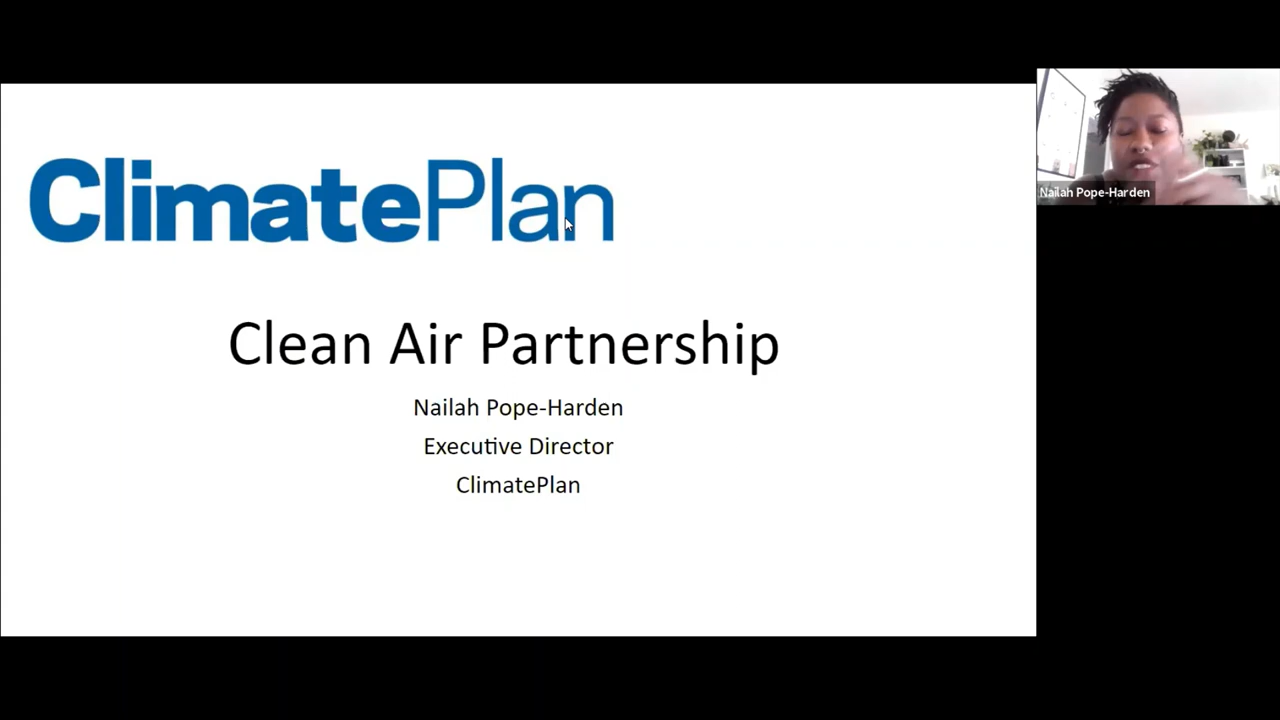 ClimatePlan
Clean Air Partnership
Nailah Pope-Harden
Executive Director
ClimatePlan
Nailah Pope-Harden